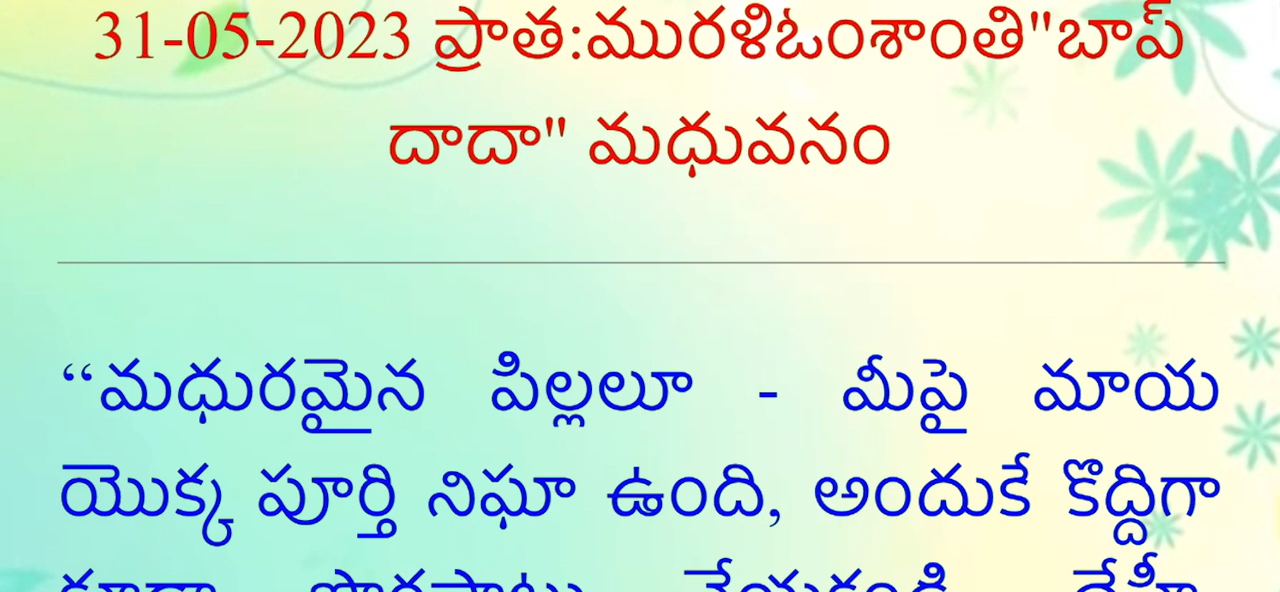 31-05-2023 ప్రాత:మురళిఓంశాంతి"బాప్
దాదా" మధువనం
“మధురమైన పిల్లలూ - మీపై మాయ
యొక్క పూర్తి నిఘా ఉంది, అందుకే కొద్దిగా